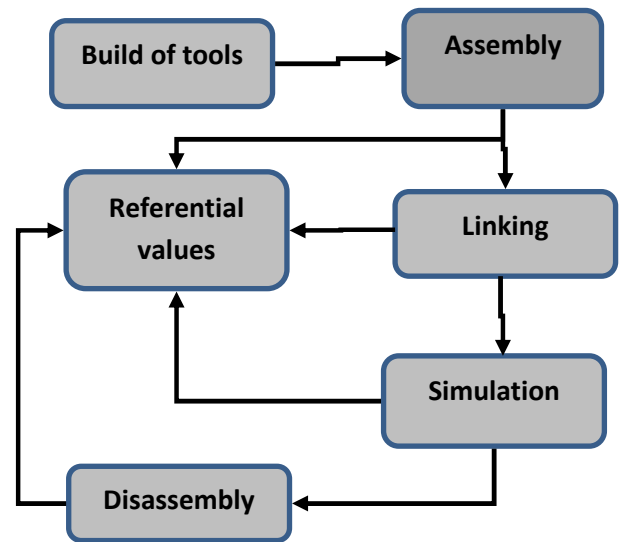 Build of tools
Assembly
Referential
values
Linking
Simulation
Disassembly